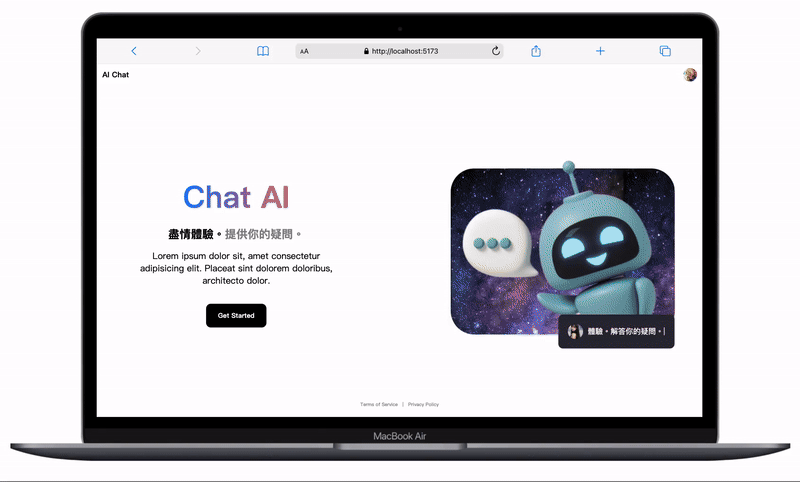 AA http://localhost:5173
AI Chat
Chat AI
盡情體驗。提供你的疑問。
Lorem ipsum dolor sit, amet consectetur
adipisicing elit. Placeat sint dolorem doloribus,
architecto dolor.
Get Started
體驗。解答你的疑問。
Terms of Service | Privacy Policy
MacBook Air